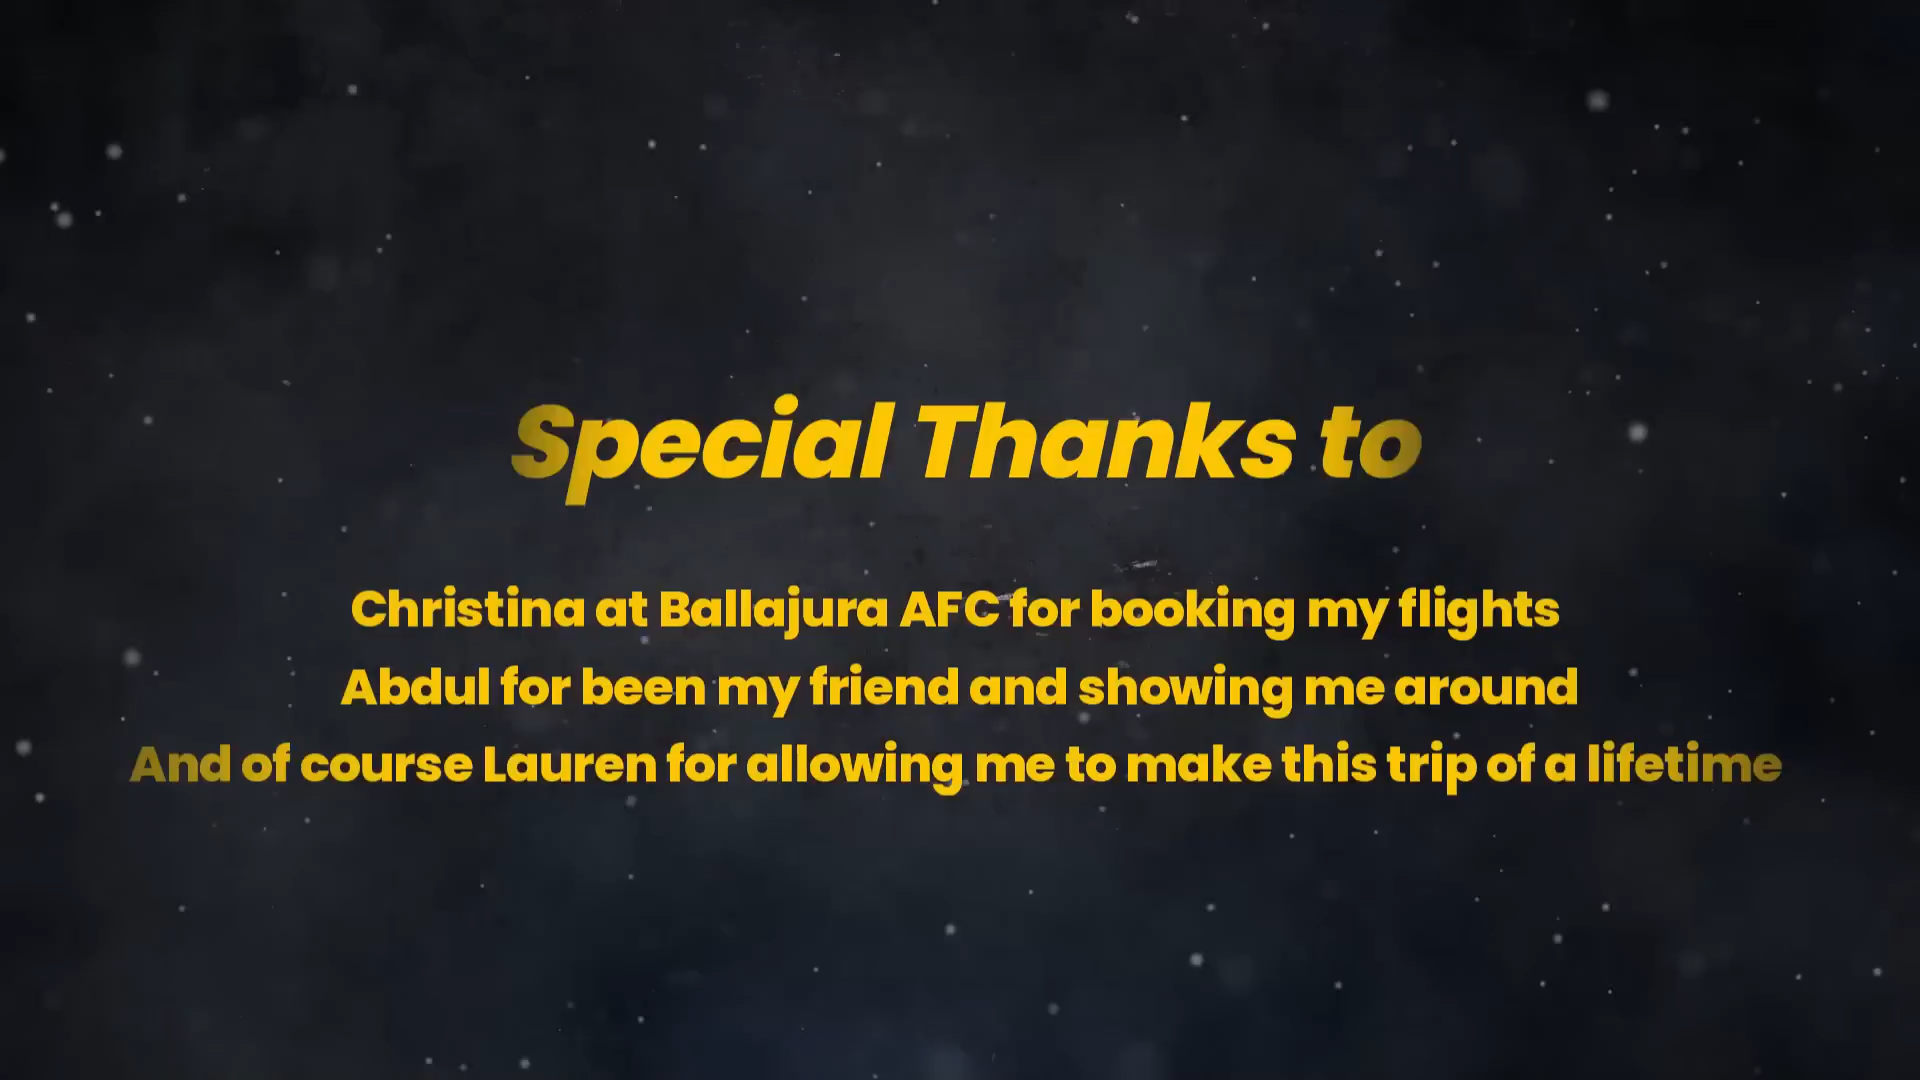 Special Thanks to
Christina at Ballajura AFC for booking my flights
Abdul for been my friend and showing me around
And of course Lauren for allowing me to make this trip of a lifetime